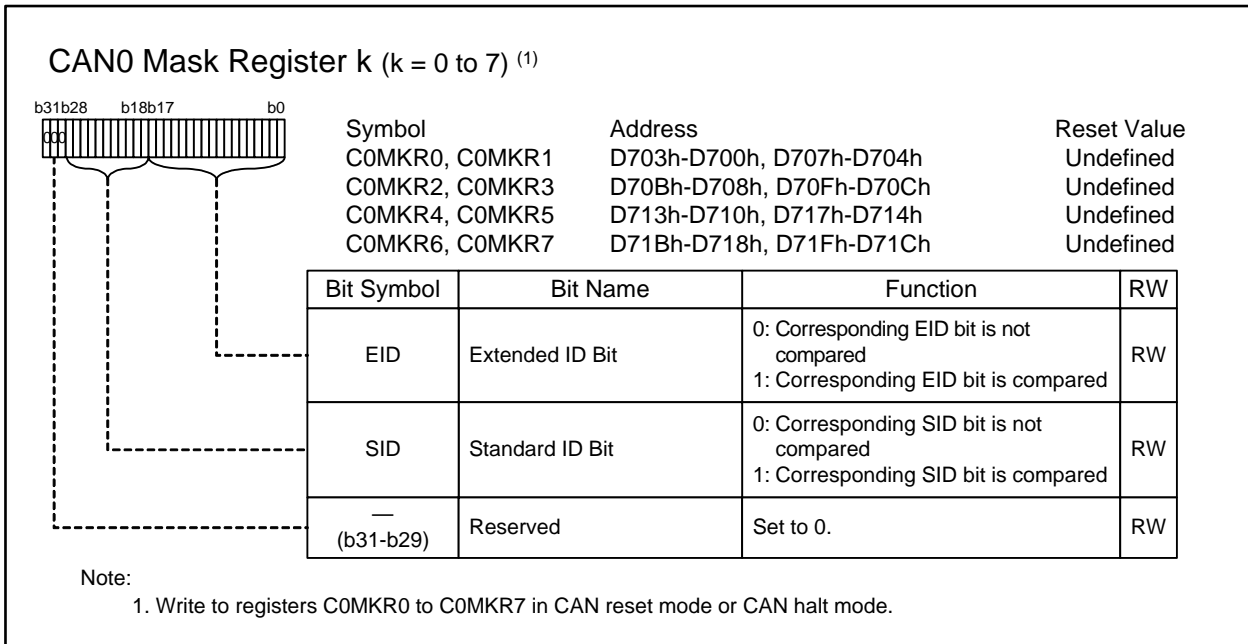 CAN0 Mask Register k (k = 0 to 7) (1)
b31b28 b18b17 b0
000
Symbol Address Reset Value
C0MKR0, C0MKR1 D703h-D700h, D707h-D704h Undefined
C0MKR2, C0MKR3 D70Bh-D708h, D70Fh-D70Ch Undefined
C0MKR4, C0MKR5 D713h-D710h, D717h-D714h Undefined
C0MKR6, C0MKR7 D71Bh-D718h, D71Fh-D71Ch Undefined
Bit Symbol Bit Name Function RW
EID Extended ID Bit 0: Corresponding EID bit is not
compared
1: Corresponding EID bit is compared RW
SID Standard ID Bit 0: Corresponding SID bit is not
compared
1: Corresponding SID bit is compared RW
—
(b31-b29) Reserved Set to 0. RW
Note:
1. Write to registers C0MKR0 to C0MKR7 in CAN reset mode or CAN halt mode.